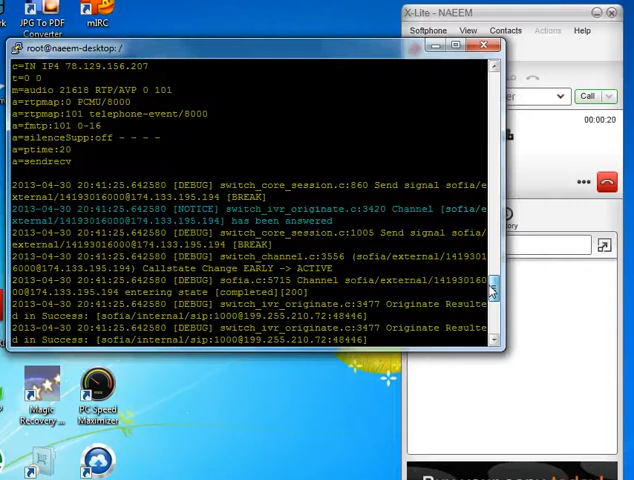 JPG To PDF
Converter
mIRC
X-Lite - NAEEM
Softphone View Contacts Actions Help
root@naeem-desktop: /
c=IN IP4 78.129.156.207
t=0 0
m=audio 21618 RTP/AVP 0 101
a=rtpmap:0 PCMU/8000
a=rtpmap:101 telephone-event/8000
a=fmtp:101 0-16
a=silenceSupp:off - - - -
a=ptime:20
a=sendrecv
2013-04-30 20:41:25.642580 [DEBUG] switch_core_session.c:860 Send signal sofia/e
xternal/14193016000@174.133.195.194 [BREAK]
2013-04-30 20:41:25.642580 [NOTICE] switch_ivr_originate.c:3420 Channel [sofia/e
xternal/14193016000@174.133.195.194] has been answered
2013-04-30 20:41:25.642580 [DEBUG] switch_core_session.c:1005 Send signal sofia/
external/14193016000@174.133.195.194 [BREAK]
2013-04-30 20:41:25.642580 [DEBUG] switch_channel.c:3556 (sofia/external/1419301
6000@174.133.195.194) Callstate Change EARLY -> ACTIVE
2013-04-30 20:41:25.642580 [DEBUG] sofia.c:5715 Channel sofia/external/141930160
00@174.133.195.194 entering state [completed][200]
2013-04-30 20:41:25.642580 [DEBUG] switch_ivr_originate.c:3477 Originate Resulte
d in Success: [sofia/internal/sip:1000@199.255.210.72:48446]
2013-04-30 20:41:25.642580 [DEBUG] switch_ivr_originate.c:3477 Originate Resulte
d in Success: [sofia/internal/sip:1000@199.255.210.72:48446]
Call
00:00:20
Magic
Recovery ...
PC Speed
Maximizer